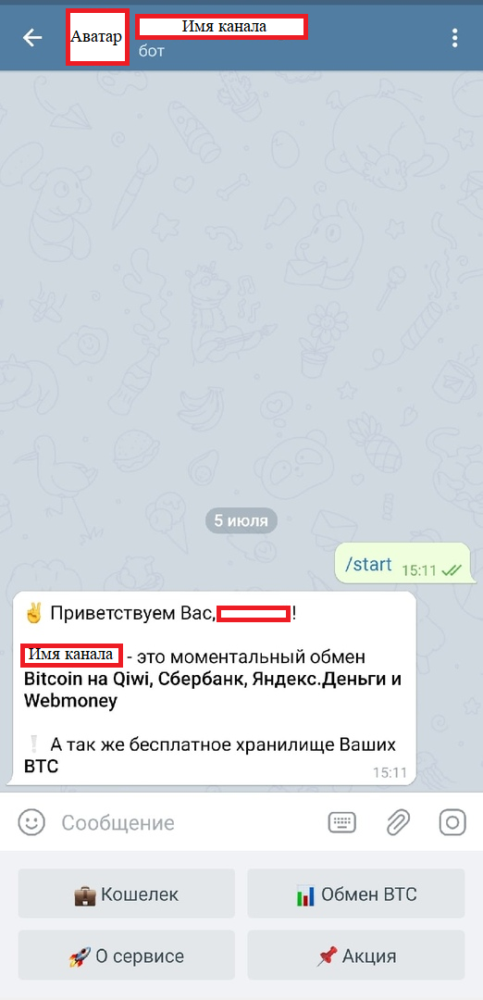 Аватар
Имя канала
бот
5 июля
/start 15:11
✌ Приветствуем Вас, !
Имя канала - это моментальный обмен
Bitcoin на Qiwi, Сбербанк, Яндекс.Деньги и
Webmoney
❕ А так же бесплатное хранилище Ваших
BTC
15:11
Сообщение
💼 Кошелек
📊 Обмен BTC
🚀 О сервисе
📌 Акция